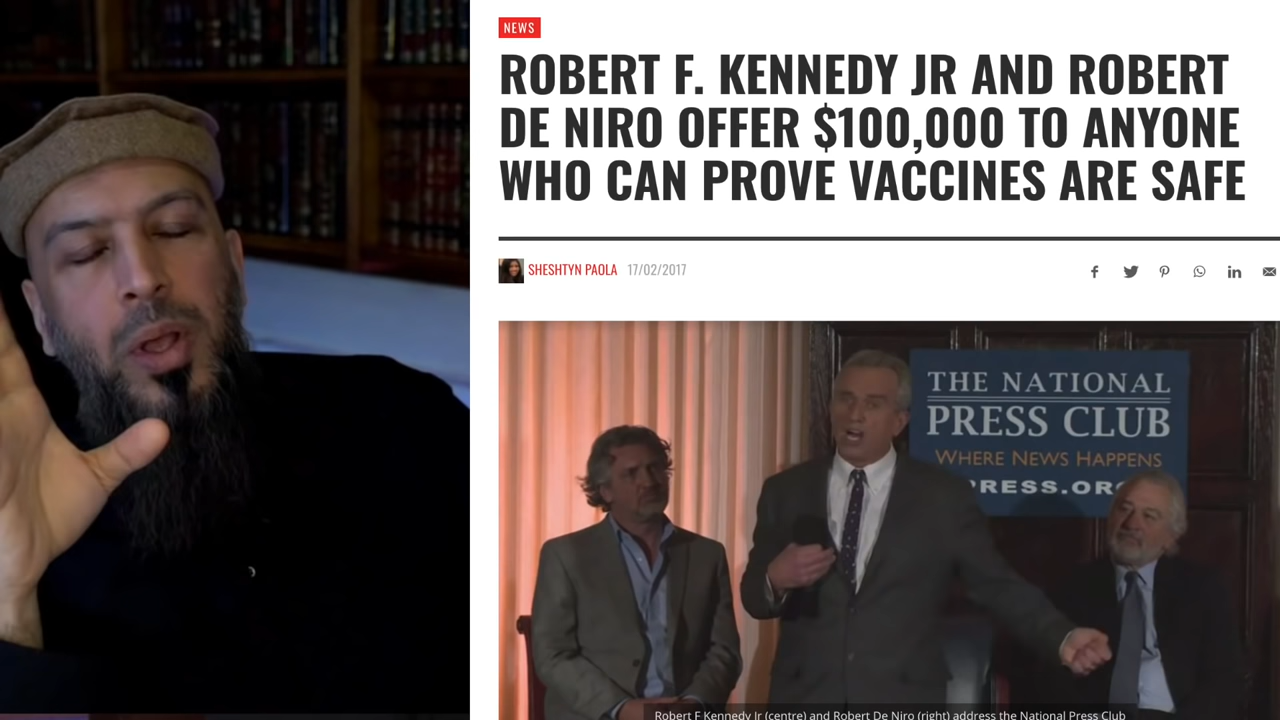 NEWS
ROBERT F. KENNEDY JR AND ROBERT
DE NIRO OFFER $100,000 TO ANYONE
WHO CAN PROVE VACCINES ARE SAFE
SHESHTYN PAOLA 17/02/2017
THE NATIONAL
PRESS CLUB
WHERE NEWS HAPPENS
PRESS.ORG
Robert F Kennedy Jr (centre) and Robert De Niro (right) address the National Press Club